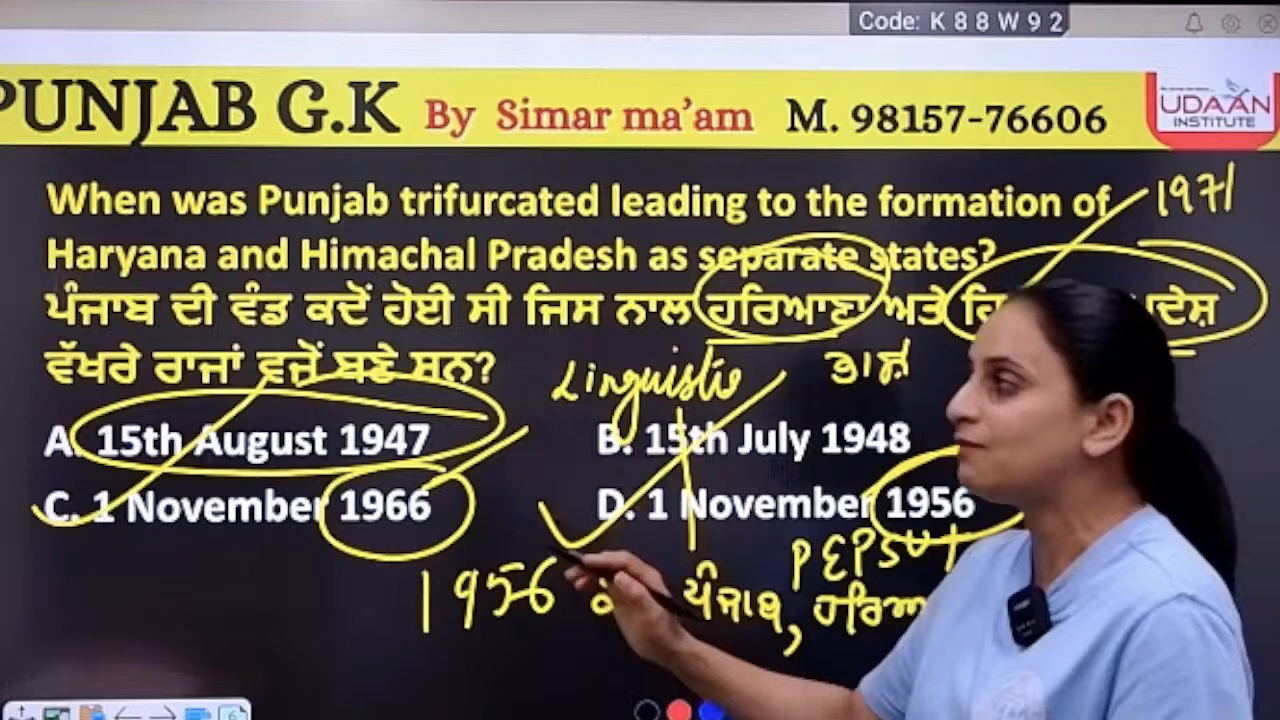 Code: K 8 8 W 9 2
PUNJAB G.K By Simar ma’am M. 98157-76606
UDAAN
INSTITUTE
When was Punjab trifurcated leading to the formation of 1971
Haryana and Himachal Pradesh as separate states?
ਪੰਜਾਬ ਦੀ ਵੰਡ ਕਦੋਂ ਹੋਈ ਸੀ ਜਿਸ ਨਾਲ ਹਰਿਆਣਾ ਅਤੇ
ਵੱਖਰੇ ਰਾਜਾਂ ਵਜੋਂ ਬਣੇ ਸਨ?
Linguistic
A. 15th August 1947 B. 15th July 1948
C. 1 November 1966 D. 1 November 1956
PEPSU
1956 ਪੰਜਾਬ,